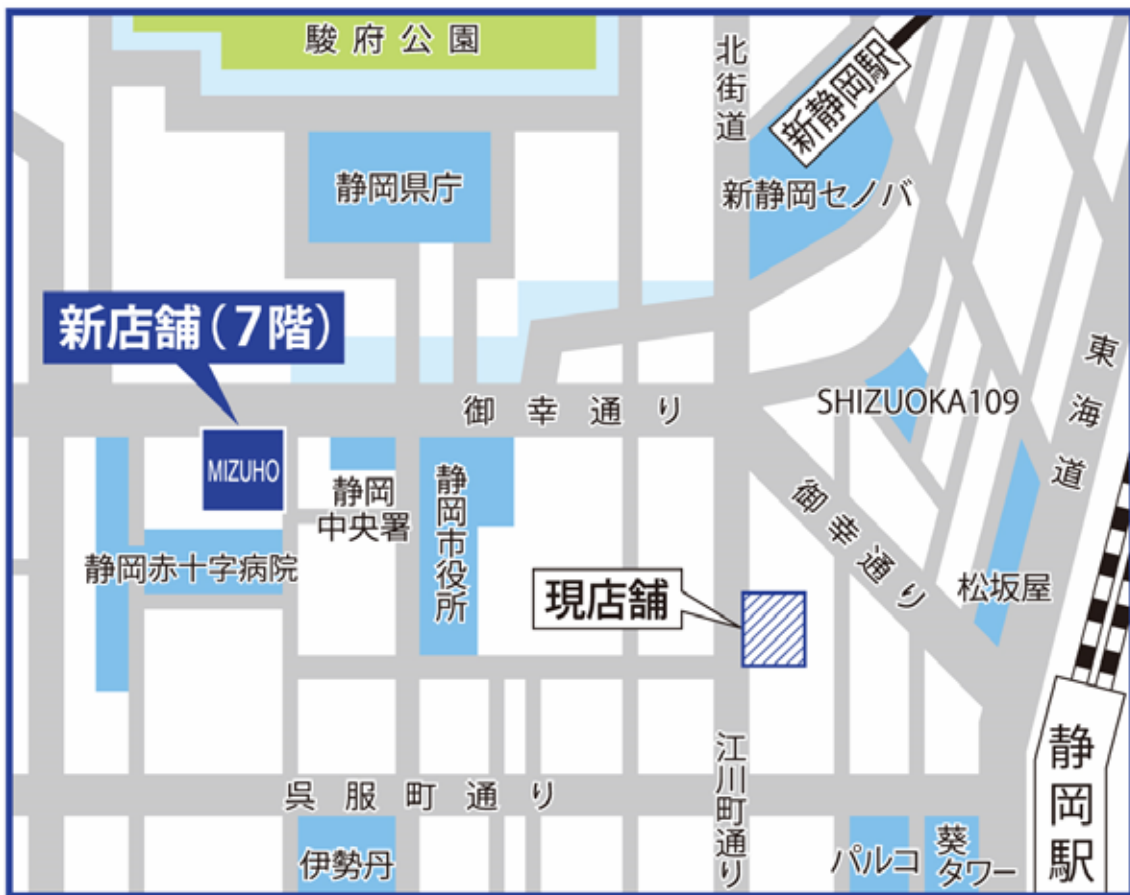 駿府公園
北街道
新静岡駅
静岡県庁
新静岡セノバ
新店舗(7階)
東海道
SHIZUOKA109
御幸通り
MIZUHO
静岡
中央署
静岡市役所
御幸通り
静岡赤十字病院
現店舗
松坂屋
静岡駅
江川町通り
呉服町通り
伊勢丹
パルコ
葵
タワー